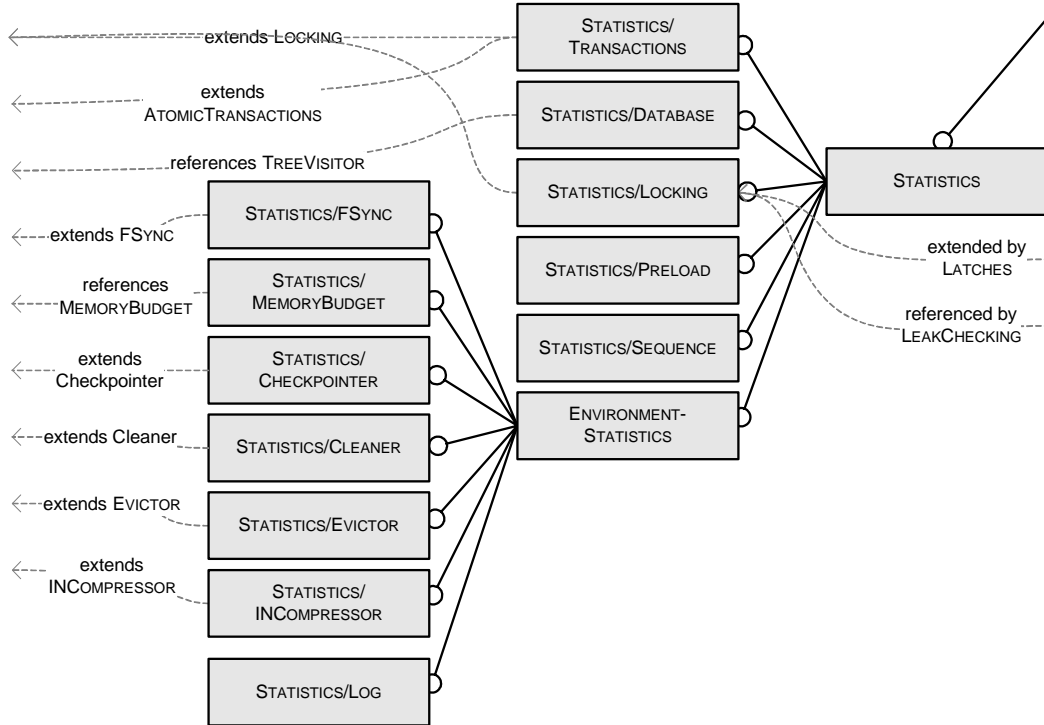 STATISTICS/
TRANSACTIONS
extends LOCKING
extends
ATOMICTRANSACTIONS
STATISTICS/DATABASE
references TREEVISITOR
STATISTICS/LOCKING
STATISTICS
STATISTICS/FSYNC
extends FSYNC
STATISTICS/PRELOAD
extended by
LATCHES
references
MEMORYBUDGET
STATISTICS/
MEMORYBUDGET
referenced by
LEAKCHECKING
STATISTICS/SEQUENCE
extends
Checkpointer
STATISTICS/
CHECKPOINTER
ENVIRONMENT-
STATISTICS
extends Cleaner
STATISTICS/CLEANER
extends EVICTOR
STATISTICS/EVICTOR
extends
INCOMPRESSOR
STATISTICS/
INCOMPRESSOR
STATISTICS/LOG